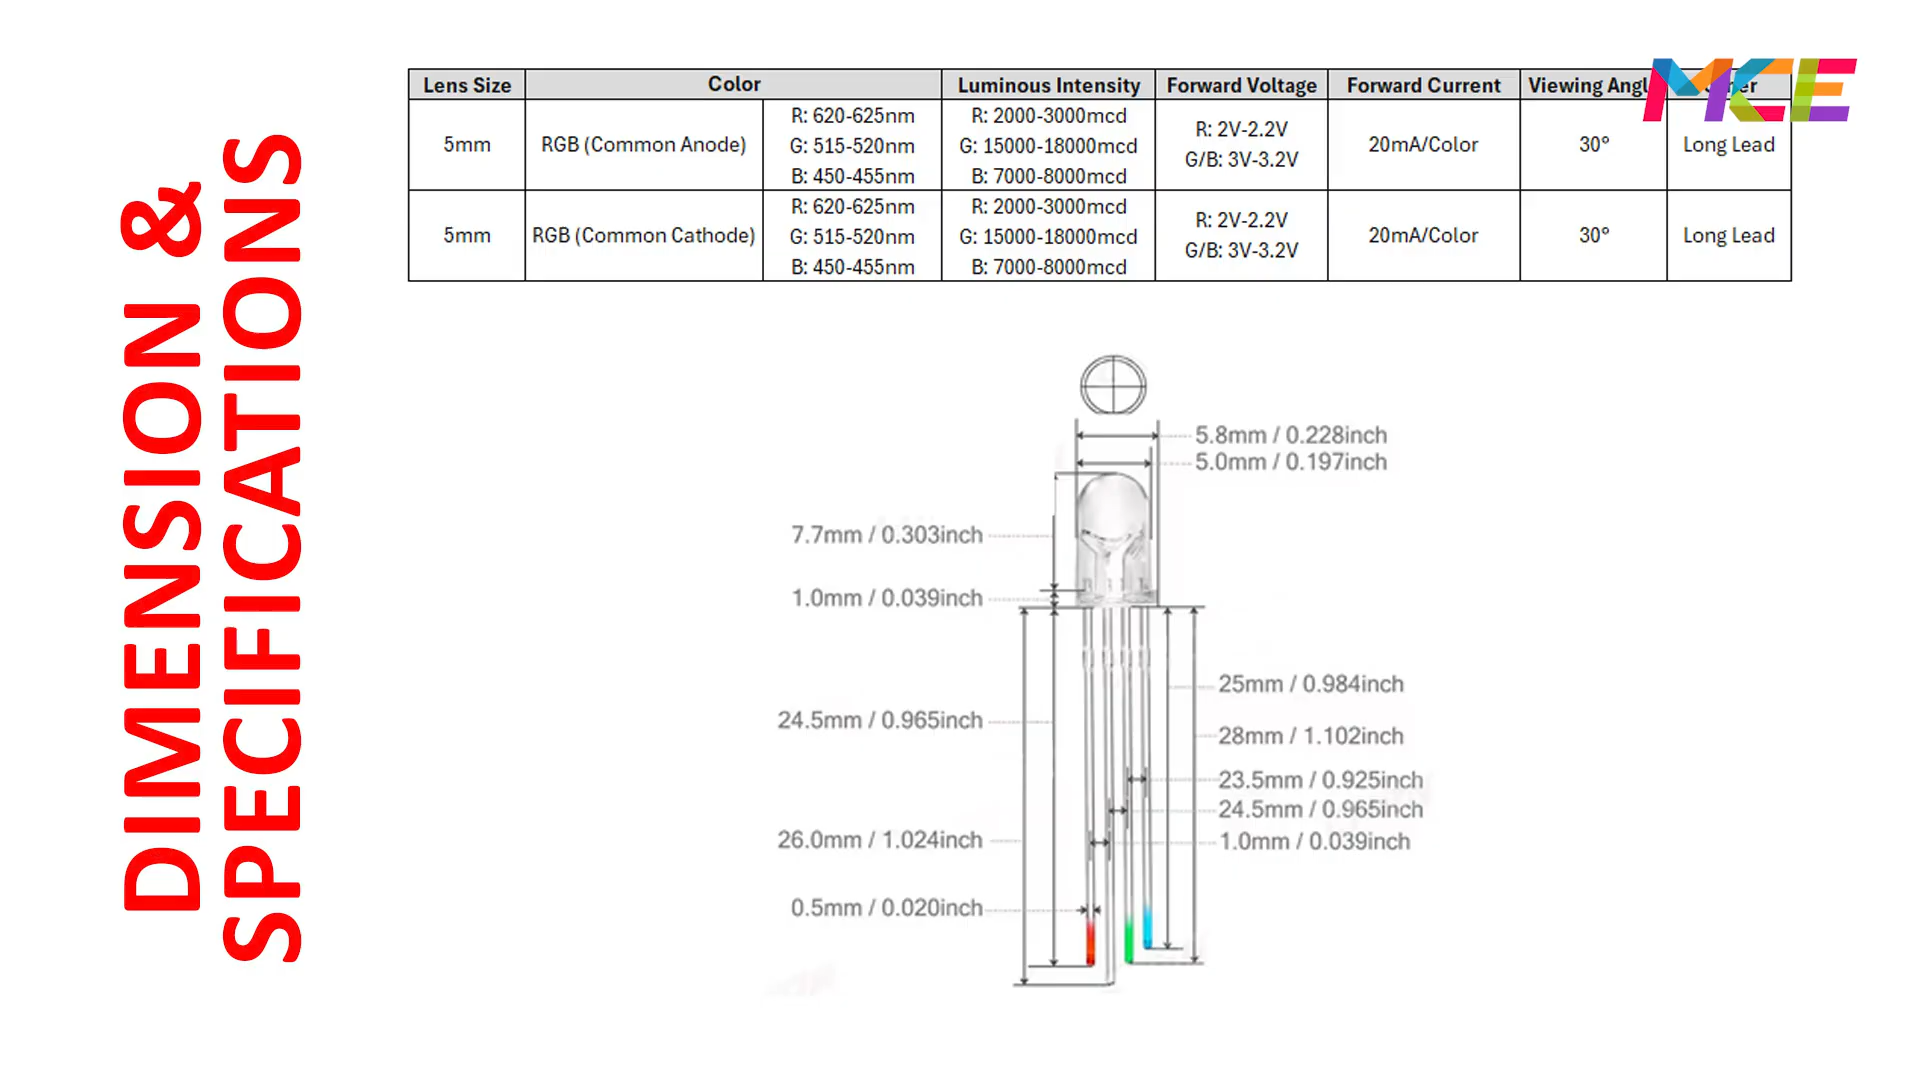 DIMENSION &
SPECIFICATIONS
MCE
Lens Size Color Luminous Intensity Forward Voltage Forward Current Viewing
5mm RGB (Common Anode) R: 620-625nm G: 515-520nm B: 450-455nm R: 2000-3000mcd G: 15000-18000mcd B: 7000-8000mcd R: 2V-2.2V G/B: 3V-3.2V 20mA/Color 30° Long Lead
5mm RGB (Common Cathode) R: 620-625nm G: 515-520nm B: 450-455nm R: 2000-3000mcd G: 15000-18000mcd B: 7000-8000mcd R: 2V-2.2V G/B: 3V-3.2V 20mA/Color 30° Long Lead
5.8mm / 0.228inch
5.0mm / 0.197inch
7.7mm / 0.303inch
1.0mm / 0.039inch
25mm / 0.984inch
24.5mm / 0.965inch
28mm / 1.102inch
23.5mm / 0.925inch
24.5mm / 0.965inch
26.0mm / 1.024inch
1.0mm / 0.039inch
0.5mm / 0.020inch